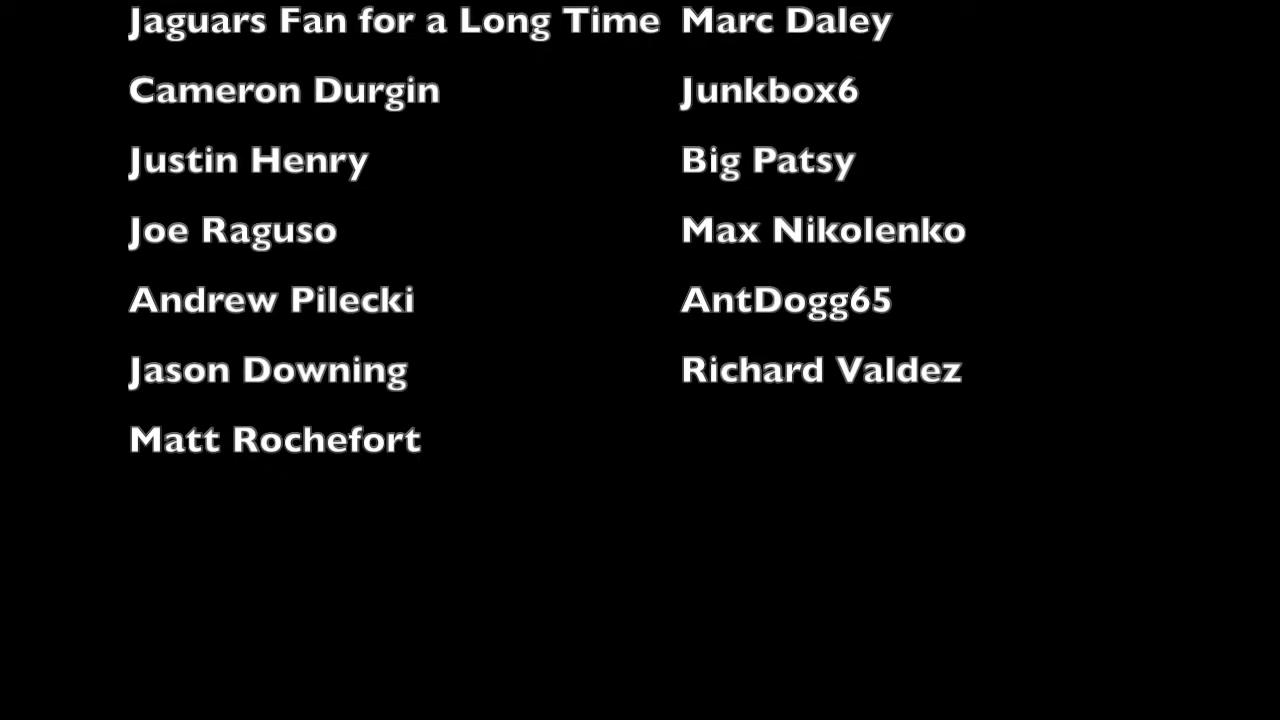 Jaguars Fan for a Long Time Marc Daley
Cameron Durgin Junkbox6
Justin Henry Big Patsy
Joe Raguso Max Nikolenko
Andrew Pilecki AntDogg65
Jason Downing Richard Valdez
Matt Rochefort